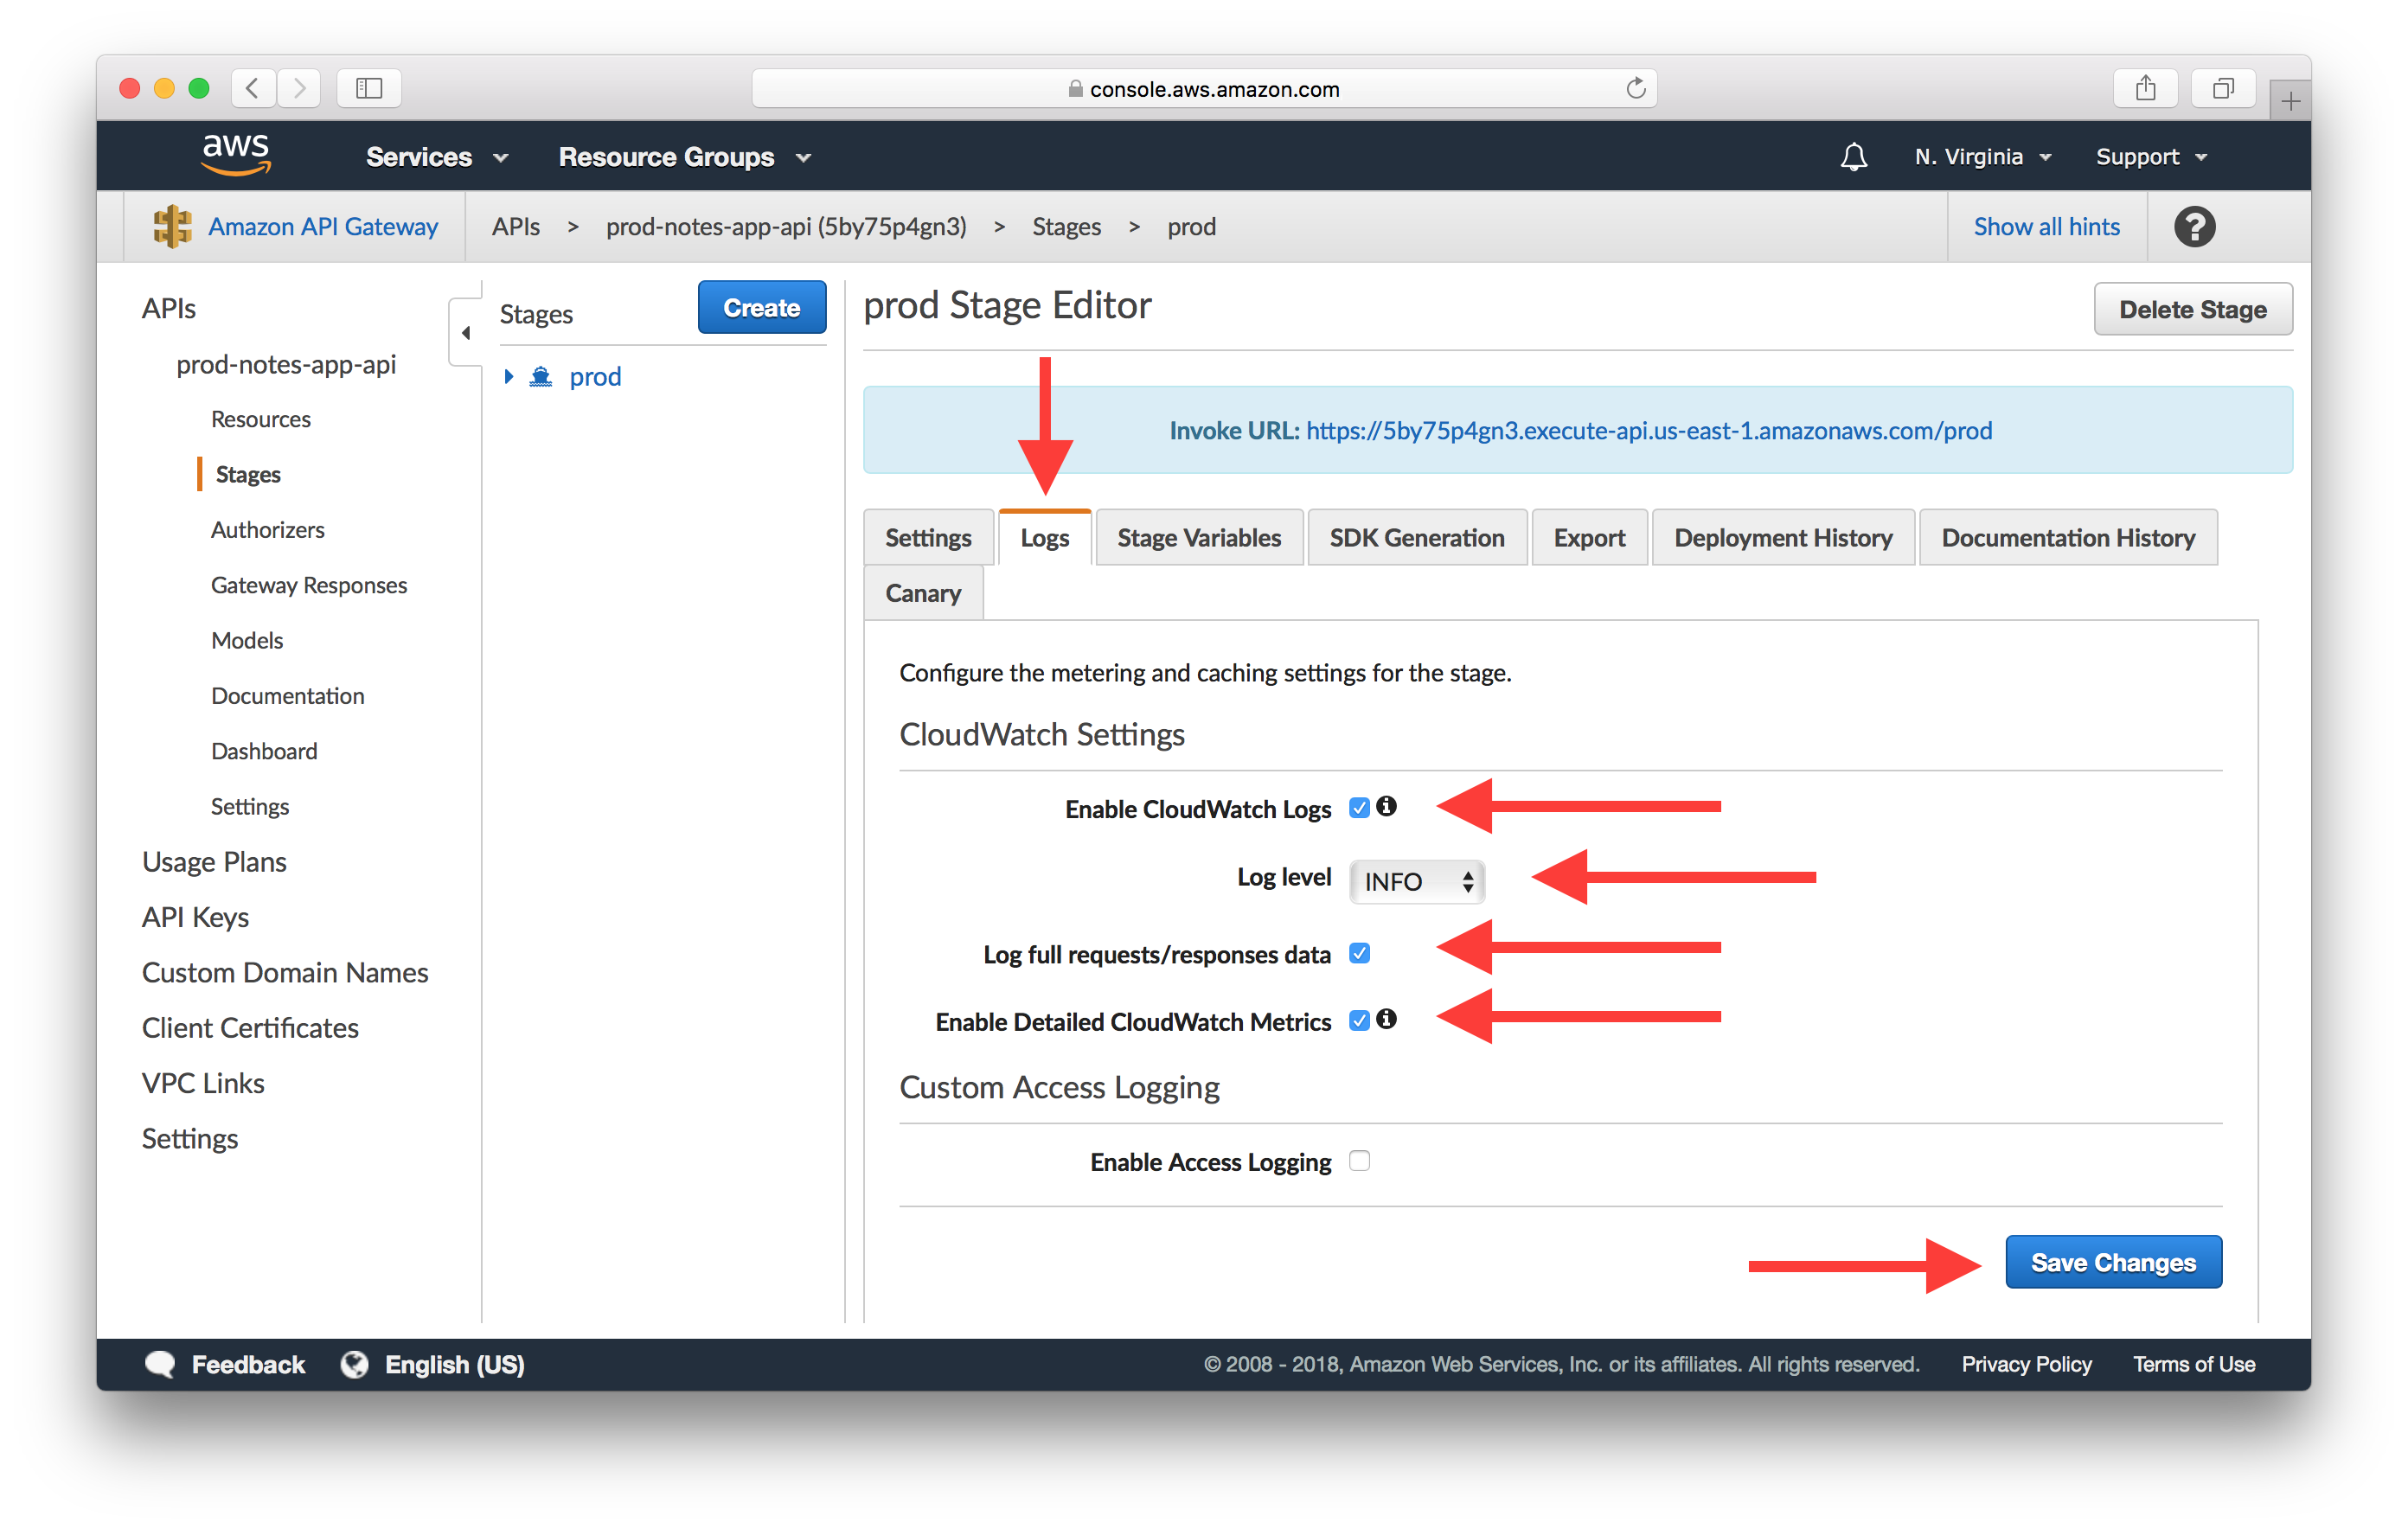 console.aws.amazon.com
aws Services Resource Groups N. Virginia Support
Amazon API Gateway APIs > prod-notes-app-api (5by75p4gn3) > Stages > prod Show all hints ?
APIs
prod-notes-app-api
Resources
Stages
Authorizers
Gateway Responses
Models
Documentation
Dashboard
Settings
Usage Plans
API Keys
Custom Domain Names
Client Certificates
VPC Links
Settings
Stages Create
prod
prod Stage Editor Delete Stage
Invoke URL: https://5by75p4gn3.execute-api.us-east-1.amazonaws.com/prod
Settings Logs Stage Variables SDK Generation Export Deployment History Documentation History
Canary
Configure the metering and caching settings for the stage.
CloudWatch Settings
Enable CloudWatch Logs
Log level INFO
Log full requests/responses data
Enable Detailed CloudWatch Metrics
Custom Access Logging
Enable Access Logging
Save Changes
Feedback English (US) © 2008 - 2018, Amazon Web Services, Inc. or its affiliates. All rights reserved. Privacy Policy Terms of Use